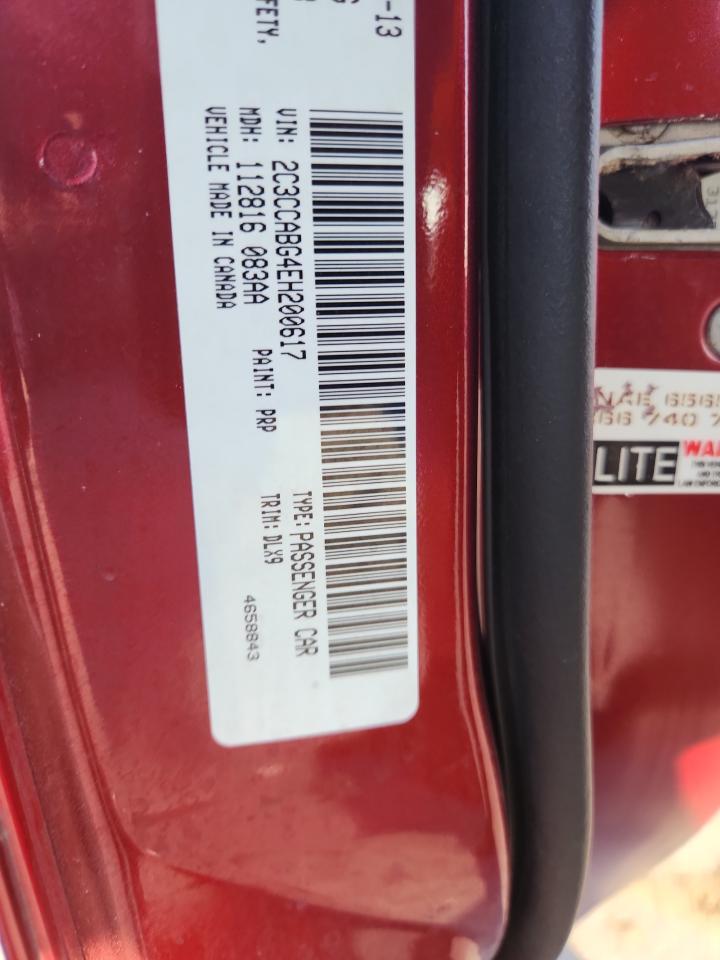 -13
FETY,
VIN: 2C3CCABG4EH200617
TYPE: PASSENGER CAR
MDH: 112816 083AA
PAINT: PRP
TRIM: DLX9
VEHICLE MADE IN CANADA
4658843
LITE